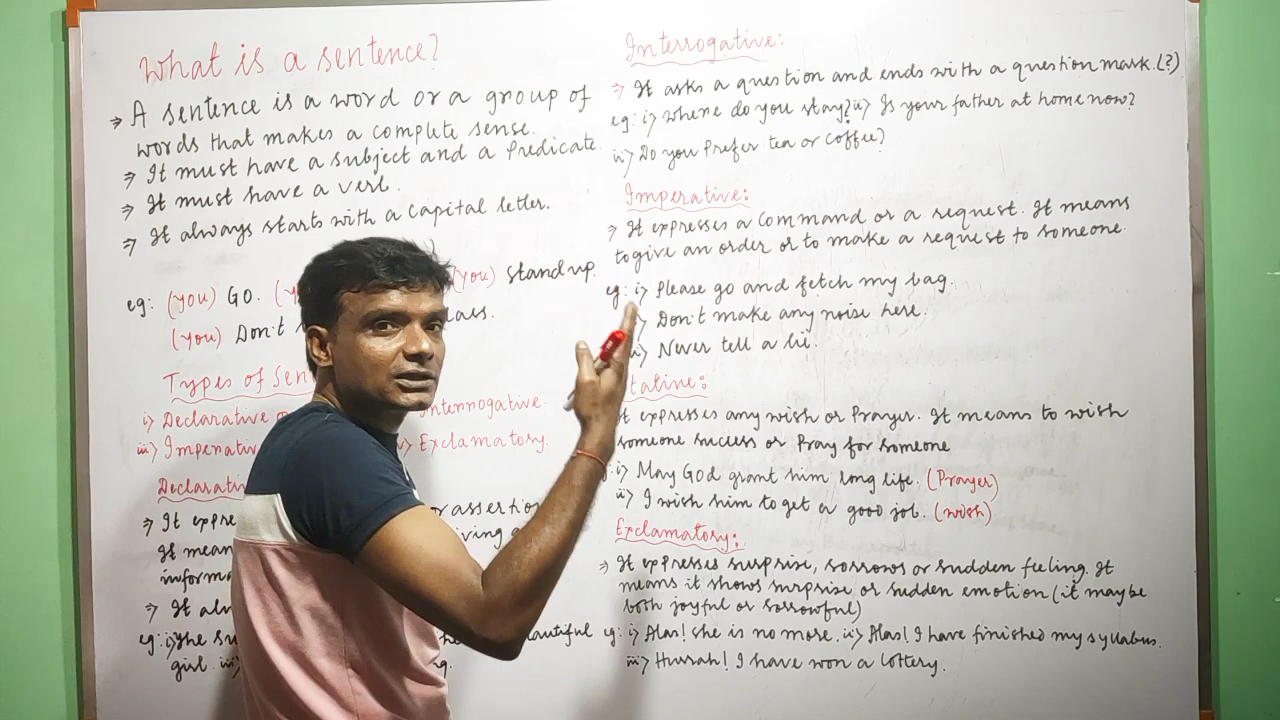 What is a sentence?
⇒ A sentence is a word or a group of
words that makes a complete sense.
⇒ It must have a subject and a Predicate.
⇒ It must have a verb.
⇒ It always starts with a Capital letter.
eg: (you) GO. (you) stand up.
(you) Don't
Types of Sen
i) Declarative Interrogative
iii) Imperative Exclamatory.
Declarativ
⇒ It expre or assertion
It mean iving
informa
⇒ It alw
eg: i) The su beautiful
girl. iii)
Interrogative:
⇒ It asks a question and ends with a question mark.(?)
eg: i) where do you stay? ii) Is your father at home now?
iii) Do you Prefer tea or Coffee?
Imperative:
⇒ It expresses a Command or a request. It means
to give an order or to make a request to someone.
eg: i) Please go and fetch my bag.
Don't make any noise here.
Never tell a lie.
tative:
It expresses any wish or Prayer. It means to wish
someone success or Pray for someone
i) May God grant him long life. (Prayer)
ii) I wish him to get a good job. (wish)
Exclamatory:
⇒ It expresses surprise, sorrows or sudden feeling. It
means it shows surprise or sudden emotion (it maybe
both joyful or sorrowful)
eg: i) Alas! she is no more. ii) Alas! I have finished my syllabus.
iii) Hurrah! I have won a lottery.